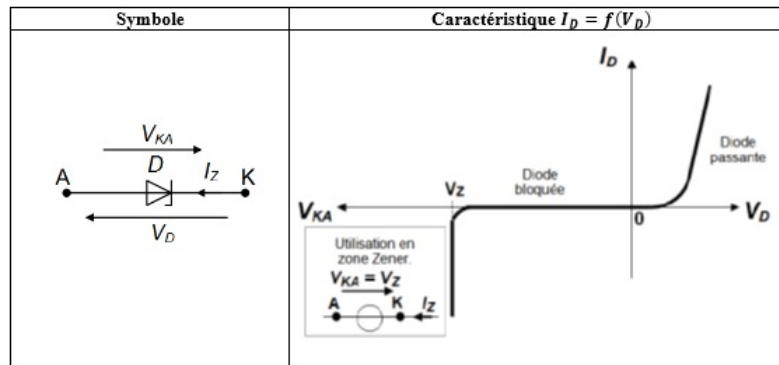 Symbole
Caractéristique I_D = f(V_D)
V_KA
D
I_Z
A
K
V_D
I_D
Diode
passante
Diode
bloquée
V_Z
V_KA
0
V_D
Utilisation en
zone Zener.
V_KA = V_Z
A
K
I_Z